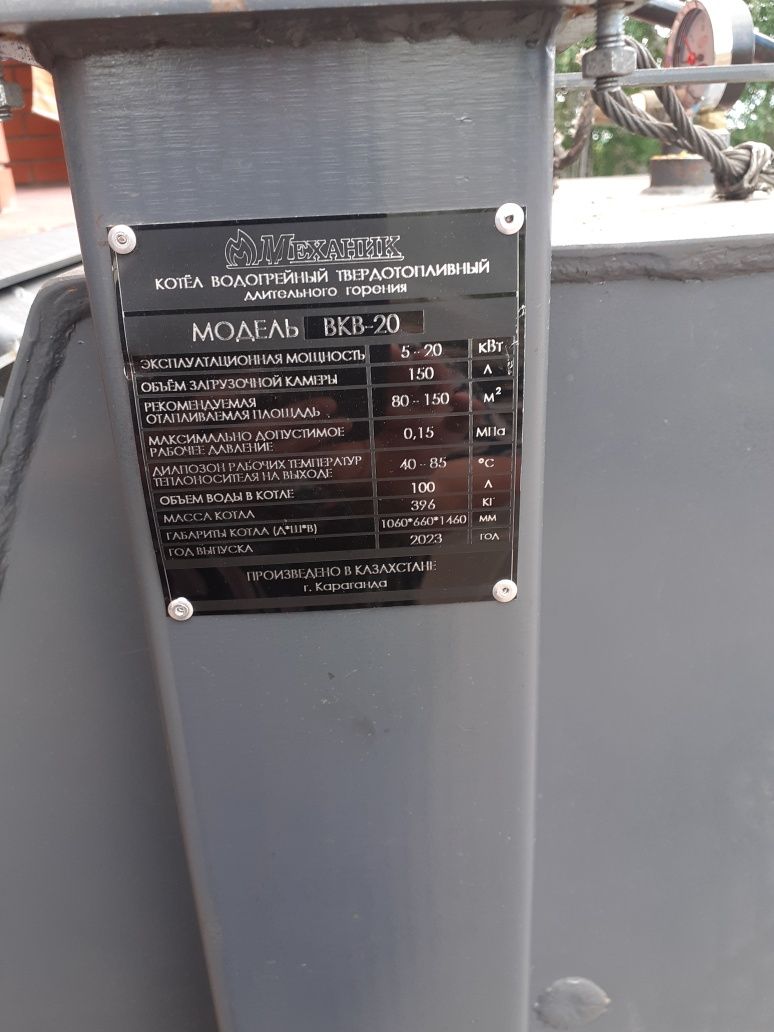 МЕХАНИК
КОТЁЛ ВОДОГРЕЙНЫЙ ТВЕРДОТОПЛИВНЫЙ
ДЛИТЕЛЬНОГО ГОРЕНИЯ
МОДЕЛЬ ВКВ-20
ЭКСПЛУАТАЦИОННАЯ МОЩНОСТЬ 5-20 кВт
ОБЪЁМ ЗАГРУЗОЧНОЙ КАМЕРЫ 150 Л
РЕКОМЕНДУЕМАЯ
ОТАПЛИВАЕМАЯ ПЛОЩАДЬ 80-150 М²
МАКСИМАЛЬНО ДОПУСТИМОЕ
РАБОЧЕЕ ДАВЛЕНИЕ 0,15 МПа
ДИАПОЗОН РАБОЧИХ ТЕМПЕРАТУР
ТЕПЛОНОСИТЕЛЯ НА ВЫХОДЕ 40-85 °С
ОБЪЕМ ВОДЫ В КОТЛЕ 100 Л
МАССА КОТЛА 396 КГ
ГАБАРИТЫ КОТЛА (Д*Ш*В) 1060*660*1460 ММ
ГОД ВЫПУСКА 2023 ГОД
ПРОИЗВЕДЕНО В КАЗАХСТАНЕ
г. Караганда